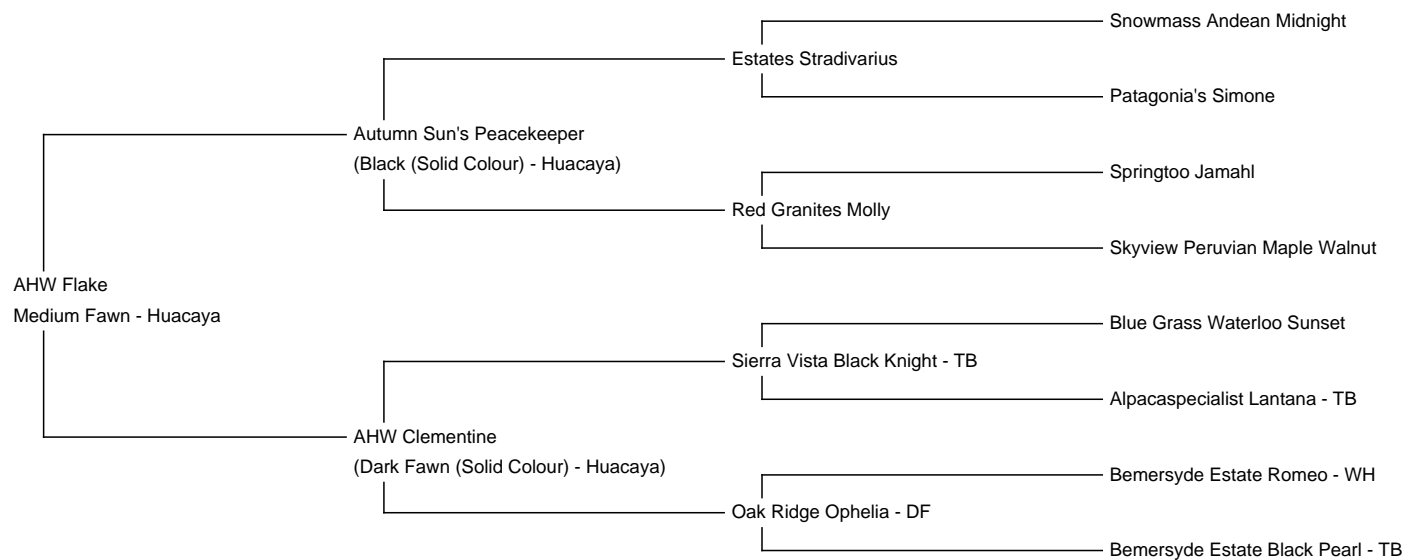 Snowmass Andean Midnight
Estates Stradivarius
Patagonia's Simone
Autumn Sun's Peacekeeper
(Black (Solid Colour) - Huacaya)
Springtoo Jamahl
Red Granites Molly
Skyview Peruvian Maple Walnut
AHW Flake
Medium Fawn - Huacaya
Blue Grass Waterloo Sunset
Sierra Vista Black Knight - TB
Alpacaspecialist Lantana - TB
AHW Clementine
(Dark Fawn (Solid Colour) - Huacaya)
Bemersyde Estate Romeo - WH
Oak Ridge Ophelia - DF
Bemersyde Estate Black Pearl - TB